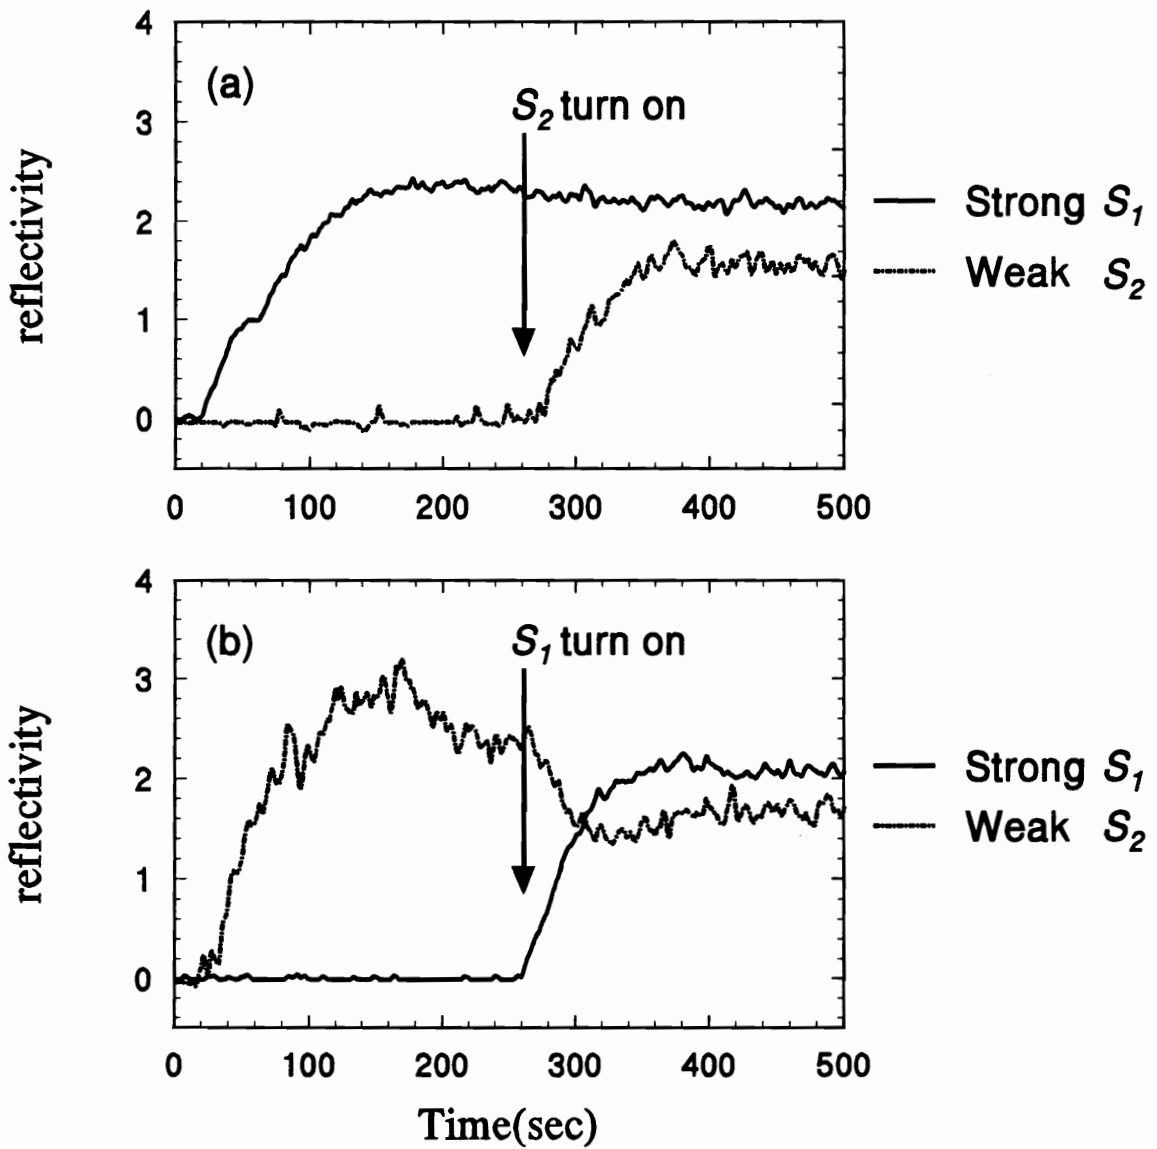 4
(a)
S2 turn on
3
reflectivity
2
Strong S1
Weak S2
1
0
0 100 200 300 400 500
4
(b)
S1 turn on
3
reflectivity
2
Strong S1
Weak S2
1
0
0 100 200 300 400 500
Time(sec)